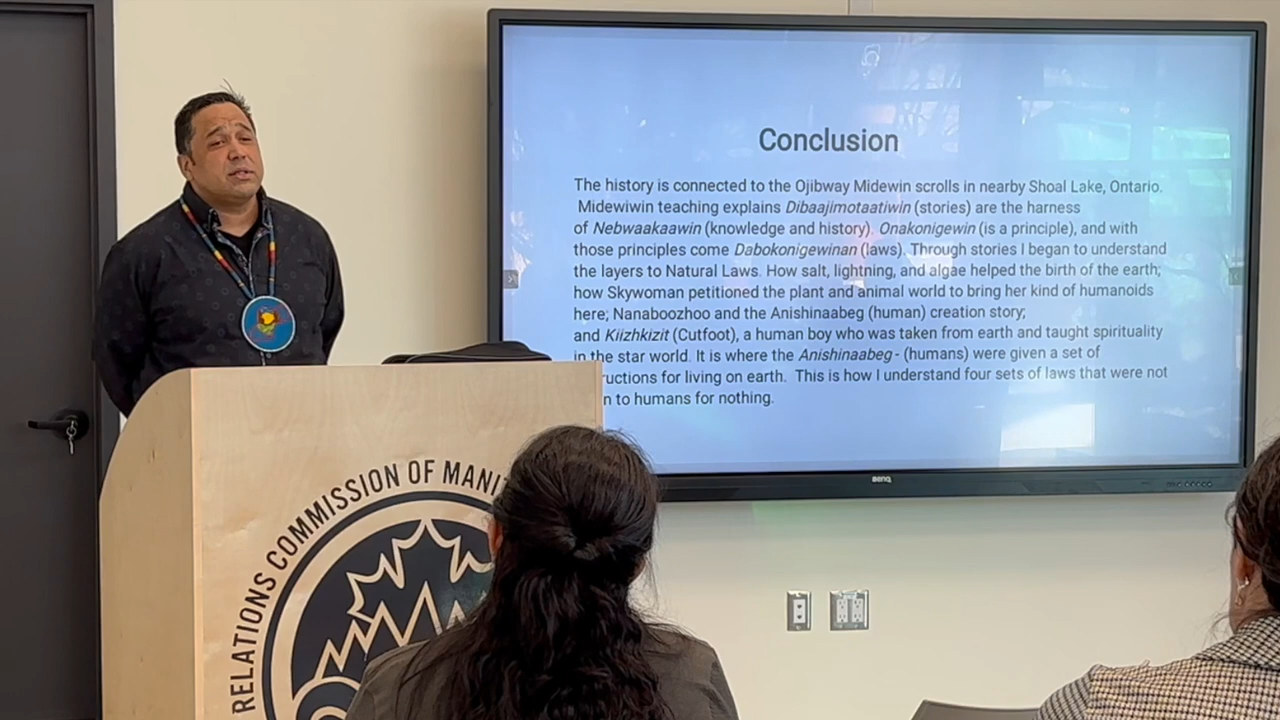 Conclusion
The history is connected to the Ojibway Midewin scrolls in nearby Shoal Lake, Ontario.
Midewiwin teaching explains Dibaajimotaatiwin (stories) are the harness
of Nebwaakaawin (knowledge and history). Onakonigewin (is a principle), and with
those principles come Dabokonigewinan (laws). Through stories I began to understand
the layers to Natural Laws. How salt, lightning, and algae helped the birth of the earth;
how Skywoman petitioned the plant and animal world to bring her kind of humanoids
here; Nanaboozhoo and the Anishinaabeg (human) creation story;
and Kiizhkizit (Cutfoot), a human boy who was taken from earth and taught spirituality
in the star world. It is where the Anishinaabeg - (humans) were given a set of
ructions for living on earth. This is how I understand four sets of laws that were not
n to humans for nothing.
BenQ
RELATIONS COMMISSION OF MANI